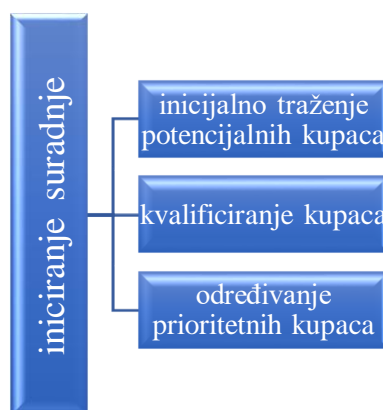 iniciranje suradnje
inicijalno traženje
potencijalnih kupaca
kvalificiranje kupaca
određivanje
prioritetnih kupaca